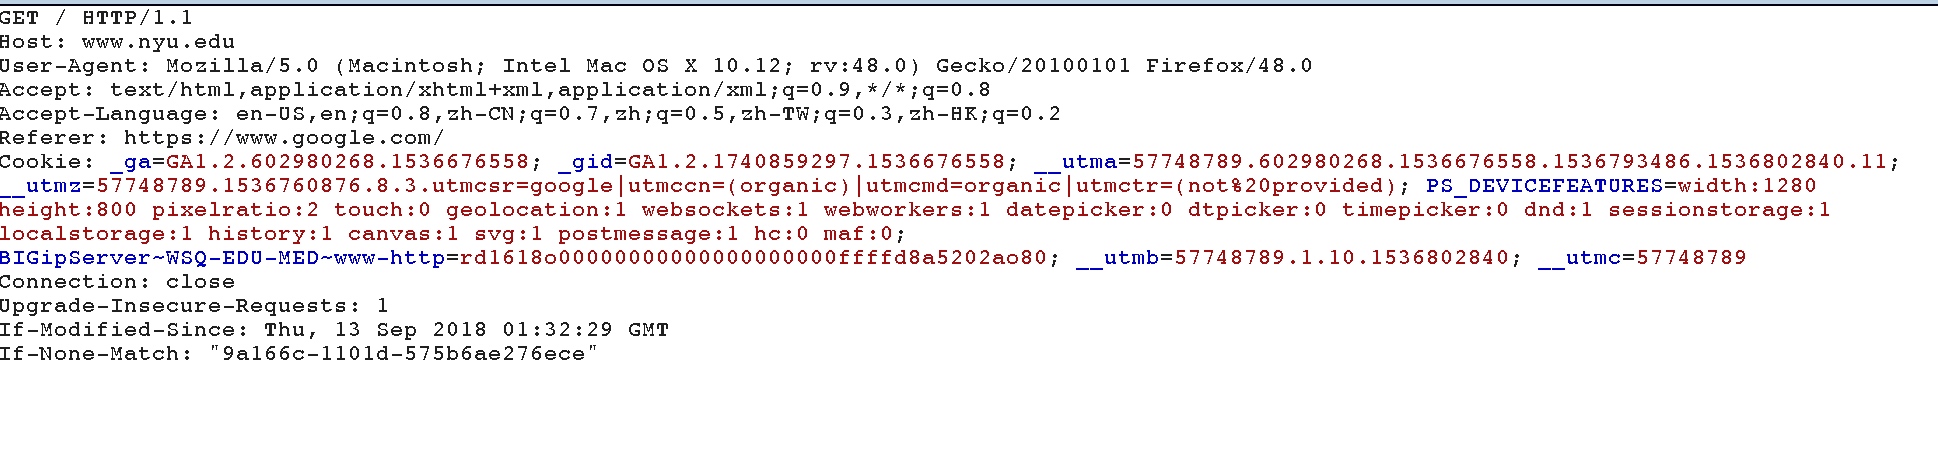 GET / HTTP/1.1
Host: www.nyu.edu
User-Agent: Mozilla/5.0 (Macintosh; Intel Mac OS X 10.12; rv:48.0) Gecko/20100101 Firefox/48.0
Accept: text/html,application/xhtml+xml,application/xml;q=0.9,*/*;q=0.8
Accept-Language: en-US,en;q=0.8,zh-CN;q=0.7,zh;q=0.5,zh-TW;q=0.3,zh-HK;q=0.2
Referer: https://www.google.com/
Cookie: _ga=GA1.2.602980268.1536676558; _gid=GA1.2.1740859297.1536676558; __utma=57748789.602980268.1536676558.1536793486.1536802840.11;
__utmz=57748789.1536760876.8.3.utmcsr=google|utmccn=(organic)|utmcmd=organic|utmctr=(not%20provided); PS_DEVICEFEATURES=width:1280
height:800 pixelratio:2 touch:0 geolocation:1 websockets:1 webworkers:1 datepicker:0 dtpicker:0 timepicker:0 dnd:1 sessionstorage:1
localstorage:1 history:1 canvas:1 svg:1 postmessage:1 hc:0 maf:0;
BIGipServer~WSQ-EDU-MED~www-http=rd1618o00000000000000000000ffffd8a5202ao80; __utmb=57748789.1.10.1536802840; __utmc=57748789
Connection: close
Upgrade-Insecure-Requests: 1
If-Modified-Since: Thu, 13 Sep 2018 01:32:29 GMT
If-None-Match: "9a166c-1101d-575b6ae276ece"